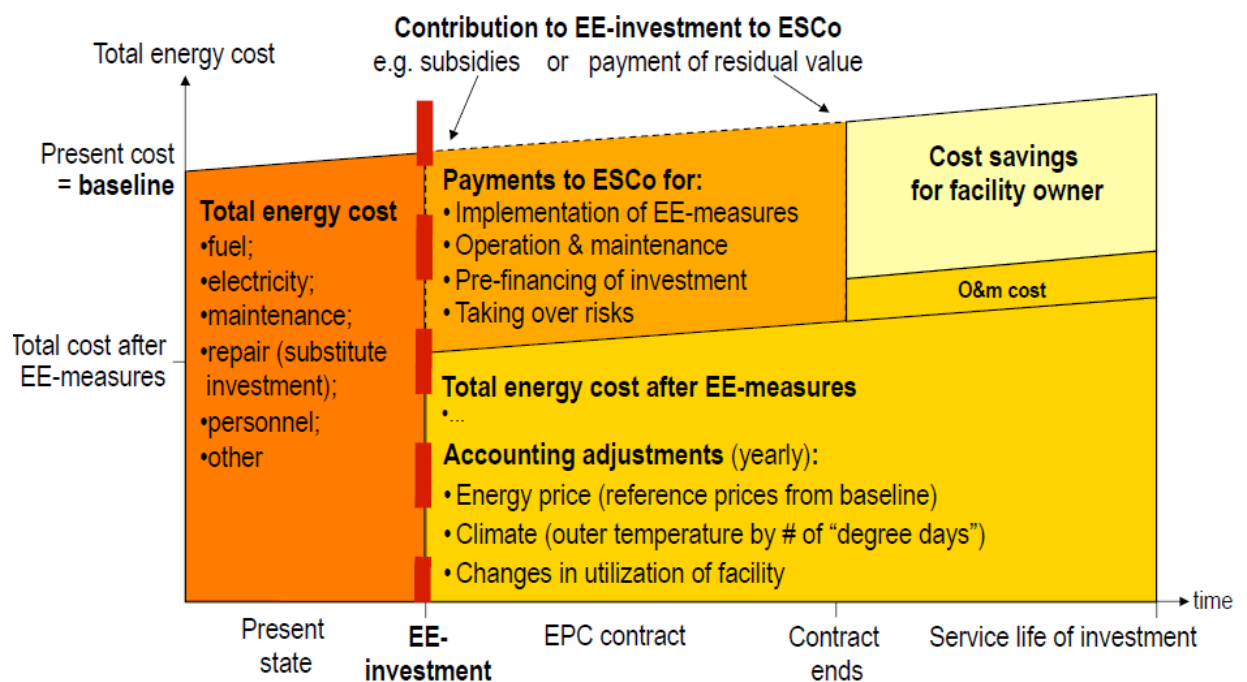 Contribution to EE-investment to ESCo
e.g. subsidies or payment of residual value
Total energy cost
Present cost
= baseline
Total cost after
EE-measures
Total energy cost
•fuel;
•electricity;
•maintenance;
•repair (substitute
investment);
•personnel;
•other
Payments to ESCo for:
• Implementation of EE-measures
• Operation & maintenance
• Pre-financing of investment
• Taking over risks
Cost savings
for facility owner
O&m cost
Total energy cost after EE-measures
•...
Accounting adjustments (yearly):
• Energy price (reference prices from baseline)
• Climate (outer temperature by # of “degree days”)
• Changes in utilization of facility
time
Present
state
EE-
investment
EPC contract
Contract
ends
Service life of investment